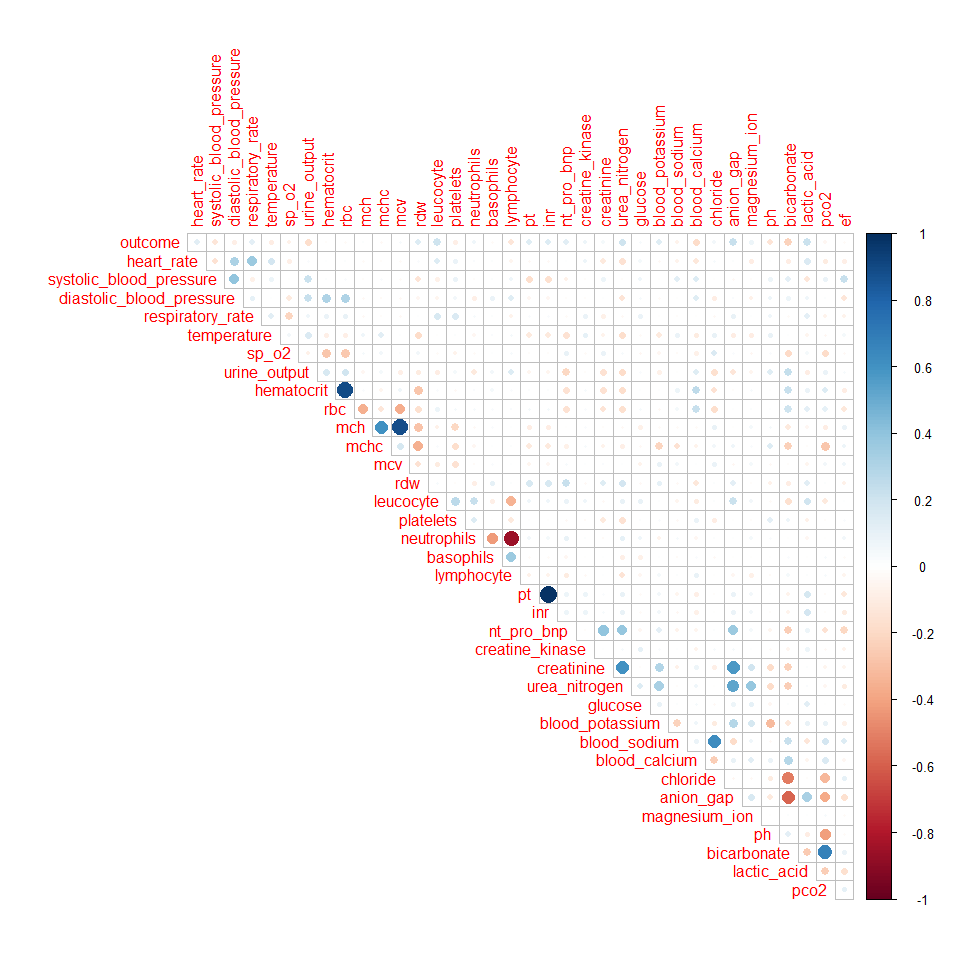 heart_rate
systolic_blood_pressure
diastolic_blood_pressure
respiratory_rate
temperature
sp_o2
urine_output
hematocrit
rbc
mch
mchc
mcv
rdw
leucocyte
platelets
neutrophils
basophils
lymphocyte
pt
inr
nt_pro_bnp
creatine_kinase
creatinine
urea_nitrogen
glucose
blood_potassium
blood_sodium
blood_calcium
chloride
anion_gap
magnesium_ion
ph
bicarbonate
lactic_acid
pco2
ef
outcome
heart_rate
systolic_blood_pressure
diastolic_blood_pressure
respiratory_rate
temperature
sp_o2
urine_output
hematocrit
rbc
mch
mchc
mcv
rdw
leucocyte
platelets
neutrophils
basophils
lymphocyte
pt
inr
nt_pro_bnp
creatine_kinase
creatinine
urea_nitrogen
glucose
blood_potassium
blood_sodium
blood_calcium
chloride
anion_gap
magnesium_ion
ph
bicarbonate
lactic_acid
pco2
1
0.8
0.6
0.4
0.2
0
-0.2
-0.4
-0.6
-0.8
-1